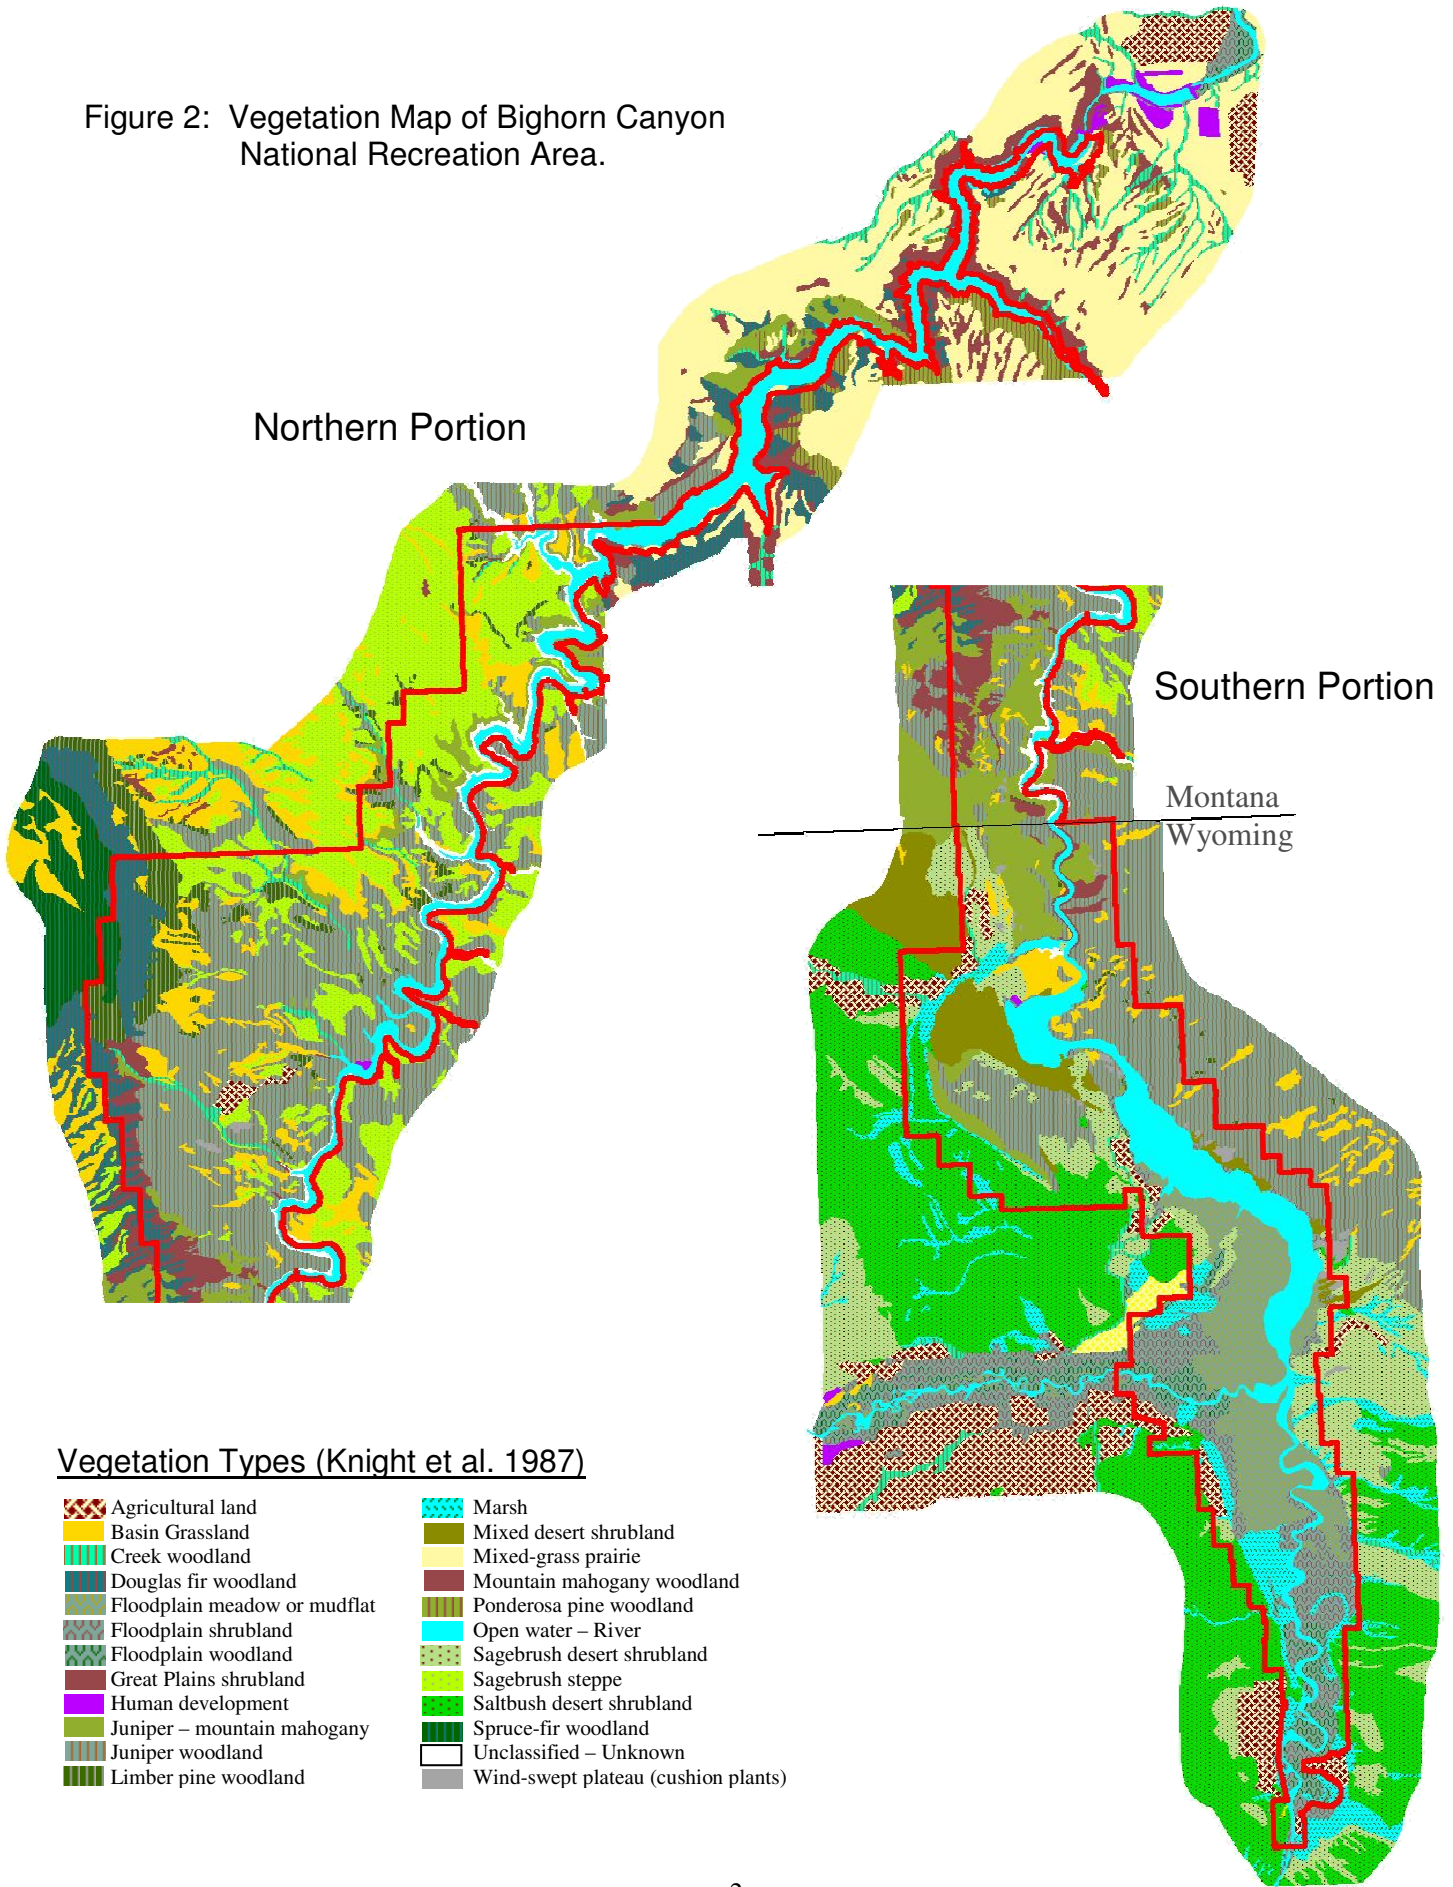 Figure 2:  Vegetation Map of Bighorn Canyon
National Recreation Area.
Northern Portion
Southern Portion
Montana
Wyoming
Vegetation Types (Knight et al. 1987)
Agricultural land
Basin Grassland
Creek woodland
Douglas fir woodland
Floodplain meadow or mudflat
Floodplain shrubland
Floodplain woodland
Great Plains shrubland
Human development
Juniper – mountain mahogany
Juniper woodland
Limber pine woodland
Marsh
Mixed desert shrubland
Mixed-grass prairie
Mountain mahogany woodland
Ponderosa pine woodland
Open water – River
Sagebrush desert shrubland
Sagebrush steppe
Saltbush desert shrubland
Spruce-fir woodland
Unclassified – Unknown
Wind-swept plateau (cushion plants)